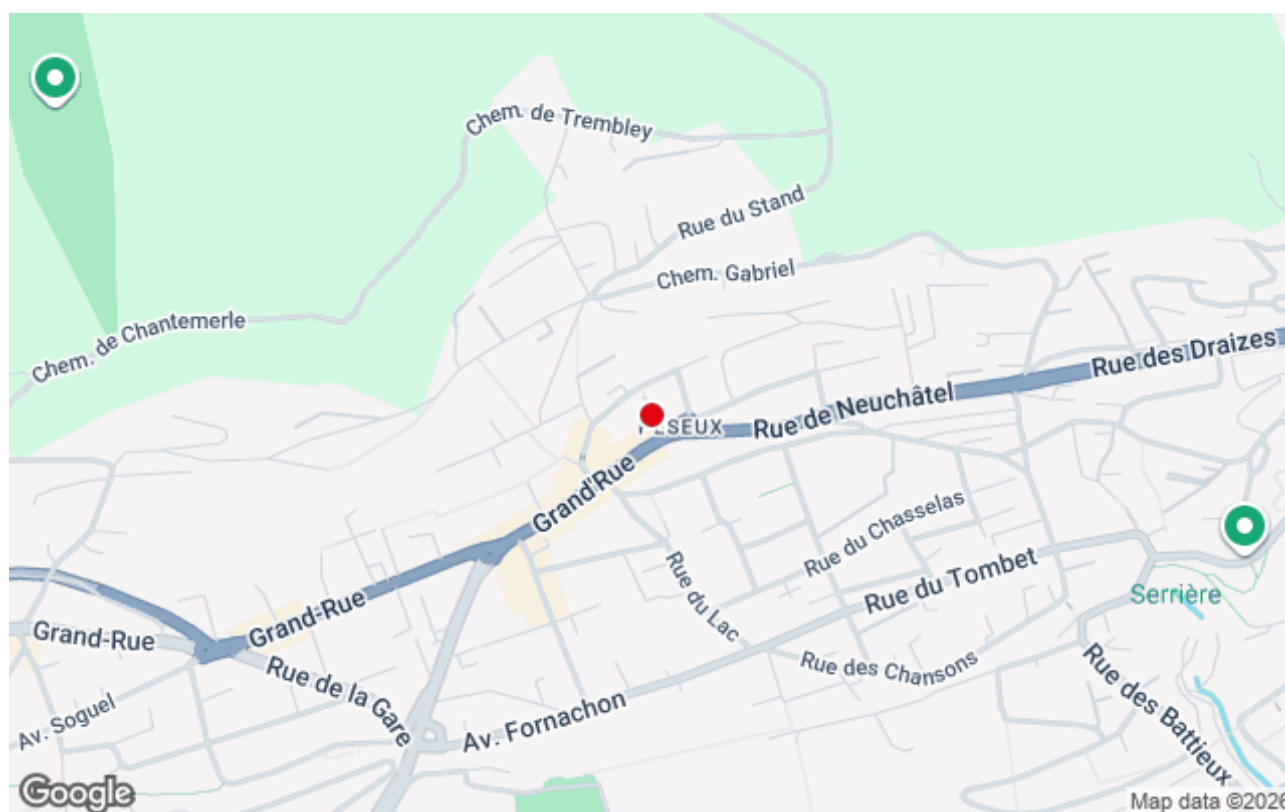 Chem. de Trembley
Rue du Stand
Chem. Gabriel
Chem. de Chantemerle
Rue des Draizes
Rue de Neuchâtel
Grand'Rue
Rue du Chasselas
Rue du Tombet
Rue du Lac
Serrière
Grand-Rue
Grand-Rue
Rue des Chansons
Rue de la Gare
Rue des Battieux
Av. Soguel
Av. Fornachon
Google
Map data ©2026